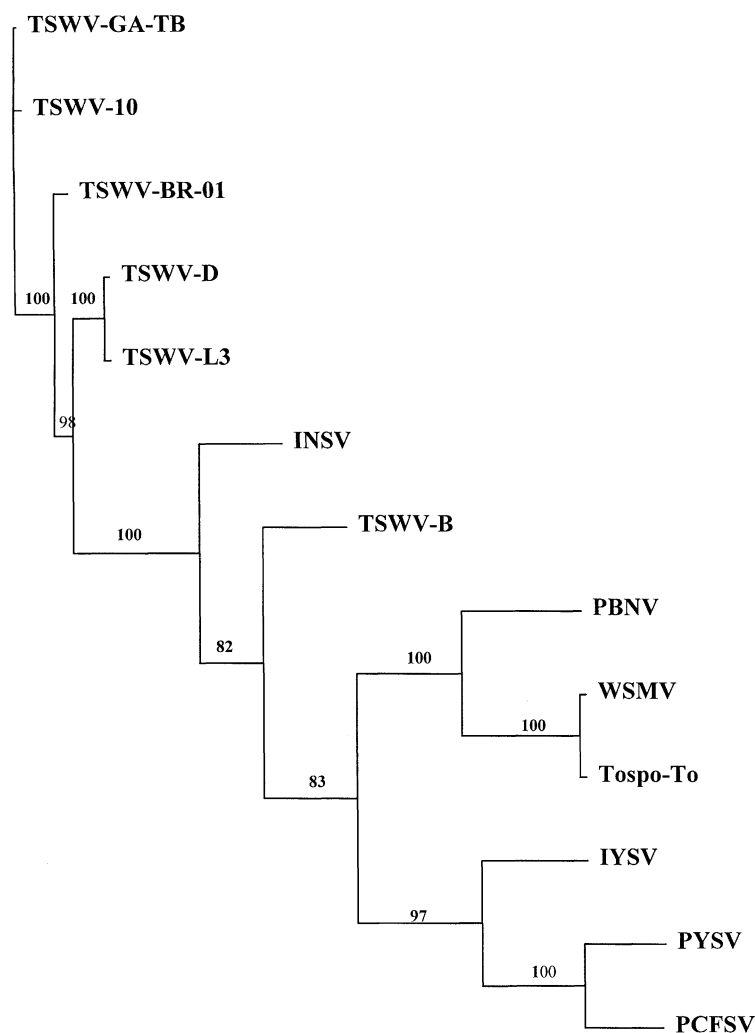 TSWV-GA-TB
TSWV-10
TSWV-BR-01
TSWV-D
100 100
TSWV-L3
98
INSV
TSWV-B
100
PBNV
82
100
WSMV
100
Tospo-To
83
IYSV
97
PYSV
100
PCFSV